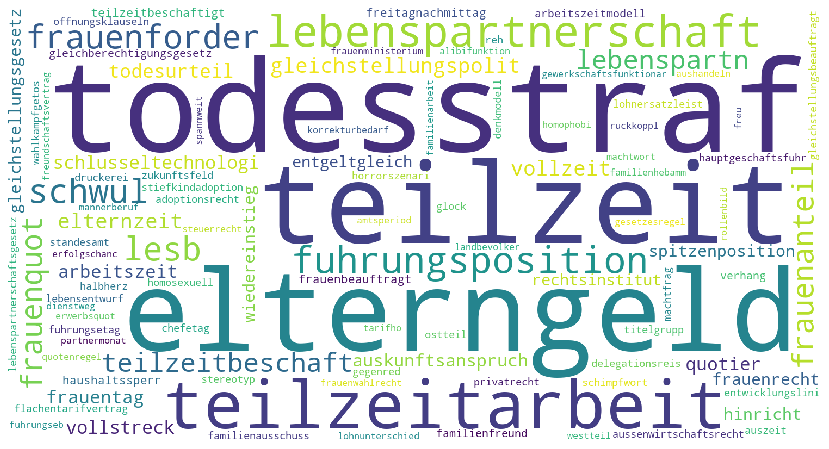 teilzeitbeschaftigt
freitagnachmittag
arbeitszeitmodell
offnungsklauseln
frauenforder
lebenspartnerschaft
reh
frauenministerium
alibifunktion
gleichberechtigungsgesetz
lebenspartn
todesurteil
gleichstellungspolit
gewerkschaftsfunktionar
aushandeln
gleichstellungsgesetz
wahlkampfgetos
freundschaftsvertrag
spannweit
todesstraf
familienarbeit
denkmodell
lohnersatzleist
freu
gleichstellungsbeauftragt
korrekturbedarf
homophobi
ruckkoppl
schlusseltechnologi
entgeltgleich
vollzeit
machtwort
hauptgeschaftsfuhr
druckerei
zukunftsfeld
horrorszenari
familienhebamm
schwul
stiefkindadoption
mannerberuf
adoptionsrecht
teilzeit
elternzeit
steuerrecht
wiedereinstieg
glock
amtsperiod
gesetzesregel
rollenbild
frauenanteil
standesamt
lesb
landbevolker
erfolgschanc
fuhrungsposition
spitzenposition
arbeitszeit
frauenbeauftragt
rechtsinstitut
verhang
lebenspartnerschaftsgesetz
frauenquot
halbherz
homosexuell
lebensentwurf
dienstweg
elterngeld
machtfrag
erwerbsquot
fuhrungsetag
chefetag
tarifho
ostteil
titelgrupp
partnermonat
quotenregel
teilzeitbeschaft
auskunftsanspruch
delegationsreis
quotier
gegenred
haushaltssperr
stereotyp
frauenwahlrecht
privatrecht
schimpfwort
frauenrecht
frauentag
teilzeitarbeit
entwicklungslini
flachentarifvertrag
hinricht
fuhrungseb
vollstreck
familienausschuss
lohnunterschied
familienfreund
westteil
aussenwirtschaftsrecht
auszeit